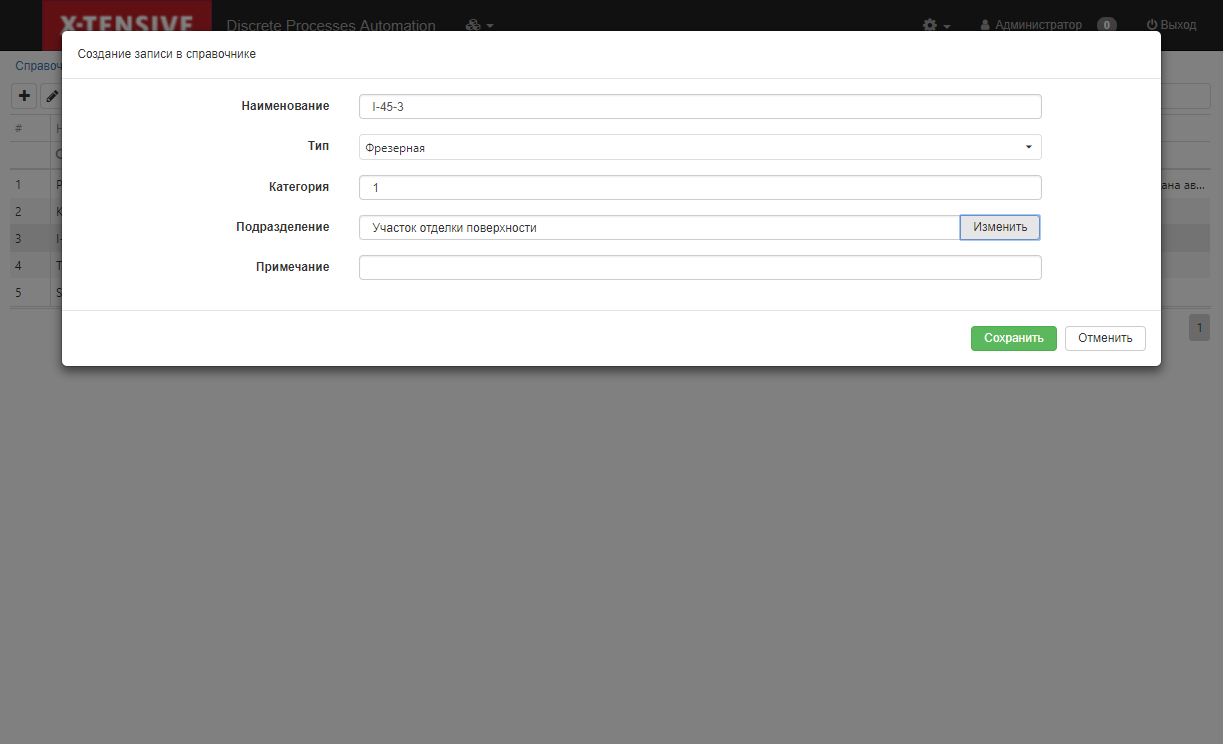 X-TENSIVE
Discrete Processes Automation
Администратор
0
Выход
Создание записи в справочнике
Наименование
I-45-3
Тип
Фрезерная
Категория
1
Подразделение
Участок отделки поверхности
Изменить
Примечание
Сохранить
Отменить
#
1
ана ав...
2
3
4
5
1